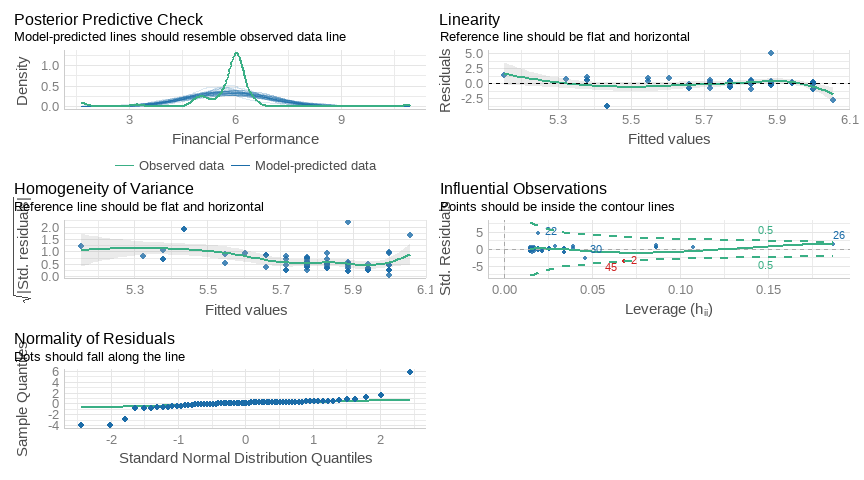 Posterior Predictive Check
Model-predicted lines should resemble observed data line
Density
1.0
0.5
0.0
3 6 9
Financial Performance
Observed data Model-predicted data
Linearity
Reference line should be flat and horizontal
Residuals
5.0
2.5
0.0
-2.5
5.3 5.5 5.7 5.9 6.1
Fitted values
Homogeneity of Variance
Reference line should be flat and horizontal
√|Std. residuals|
2.0
1.5
1.0
0.5
0.0
5.3 5.5 5.7 5.9 6.1
Fitted values
Influential Observations
Points should be inside the contour lines
Std. Residuals
5
0
-5
22
30
45
2
26
0.5
0.5
0.00 0.05 0.10 0.15
Leverage (hii)
Normality of Residuals
Dots should fall along the line
Sample Quantiles
6
4
2
0
-2
-4
-2 -1 0 1 2
Standard Normal Distribution Quantiles